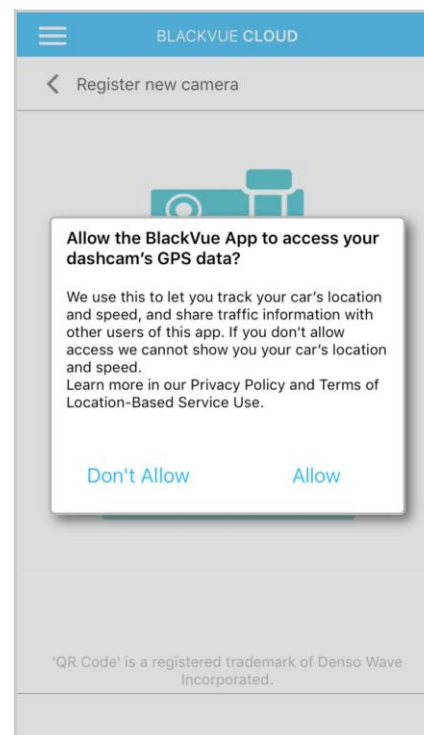 BLACKVUE CLOUD
Register new camera
Allow the BlackVue App to access your
dashcam's GPS data?
We use this to let you track your car's location
and speed, and share traffic information with
other users of this app. If you don't allow
access we cannot show you your car's location
and speed.
Learn more in our Privacy Policy and Terms of
Location-Based Service Use.
Don't Allow Allow
'QR Code' is a registered trademark of Denso Wave
Incorporated.